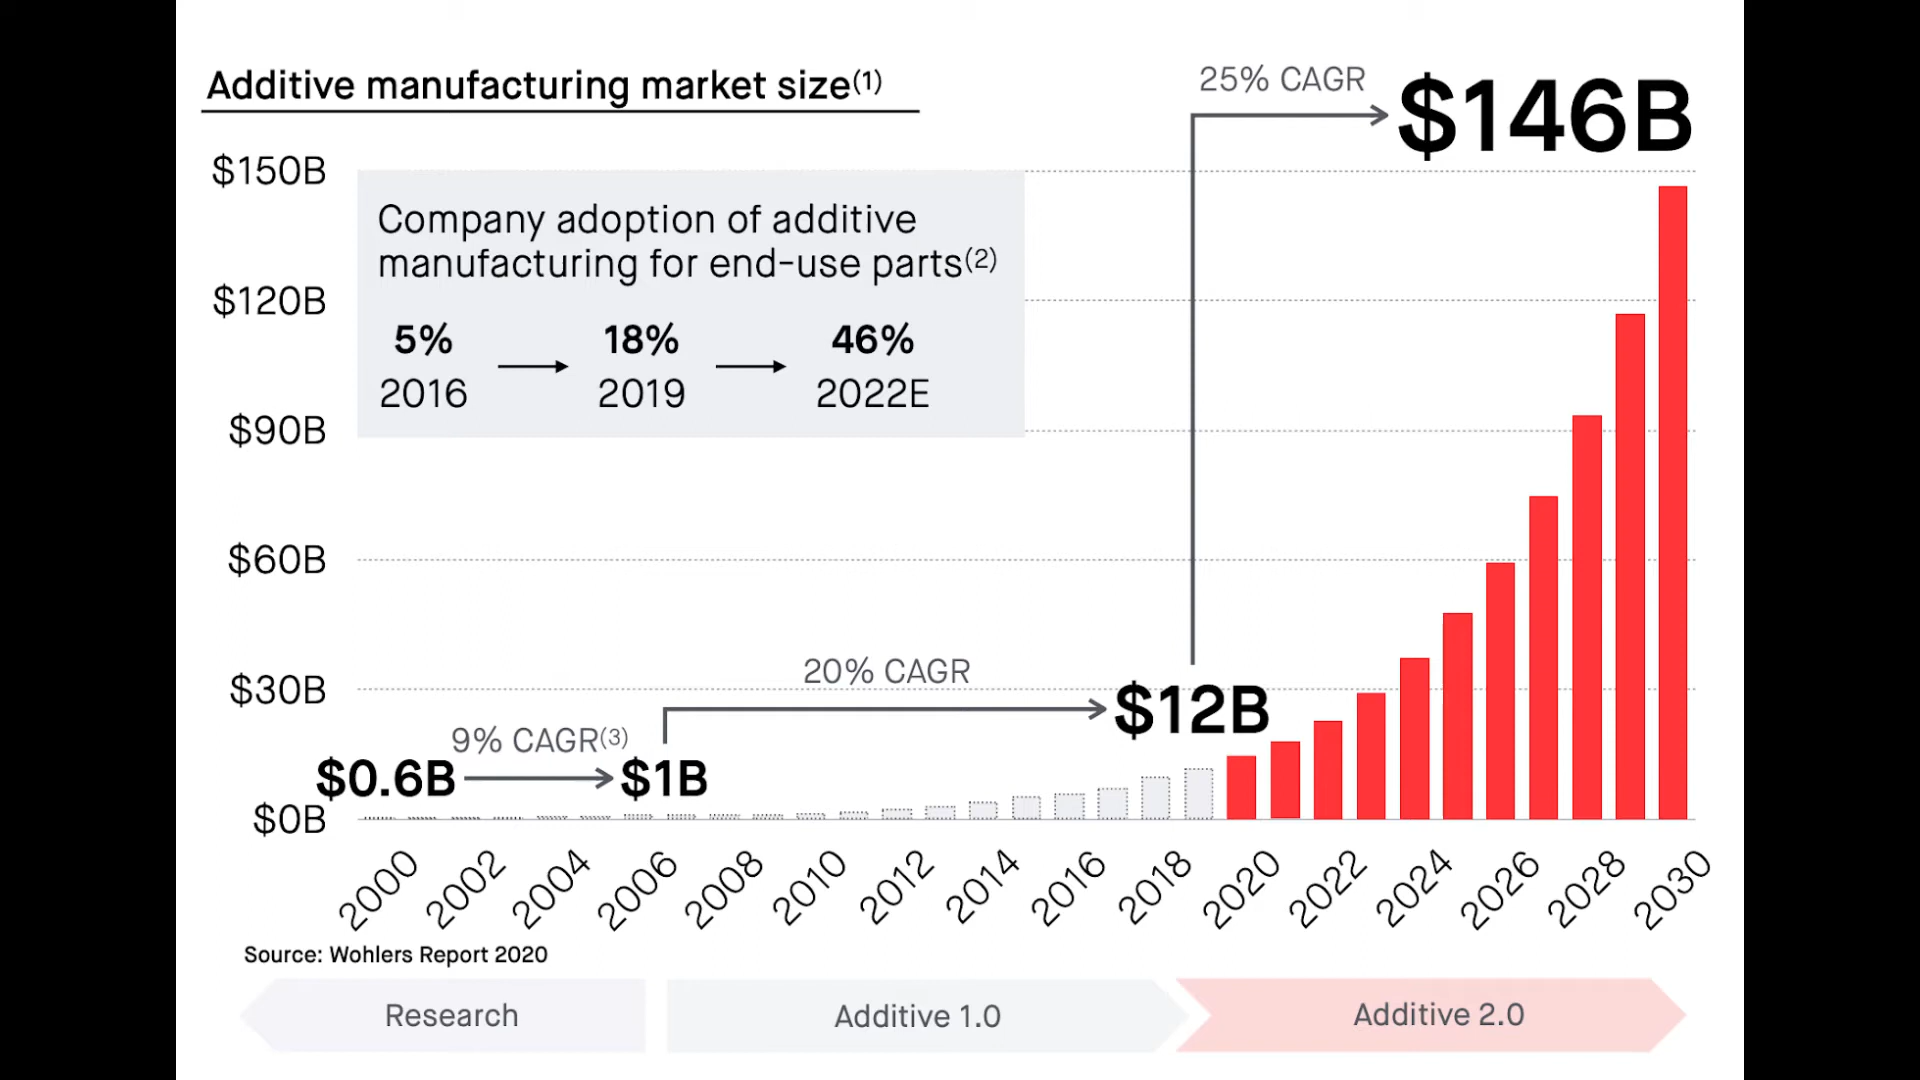 Additive manufacturing market size(1)
25% CAGR
$146B
$150B
Company adoption of additive
manufacturing for end-use parts(2)
$120B
5%
18%
46%
2016
2019
2022E
$90B
$60B
$30B
20% CAGR
$12B
9% CAGR(3)
$0.6B
$1B
$0B
2000
2002
2004
2006
2008
2010
2012
2014
2016
2018
2020
2022
2024
2026
2028
2030
Source: Wohlers Report 2020
Research
Additive 1.0
Additive 2.0